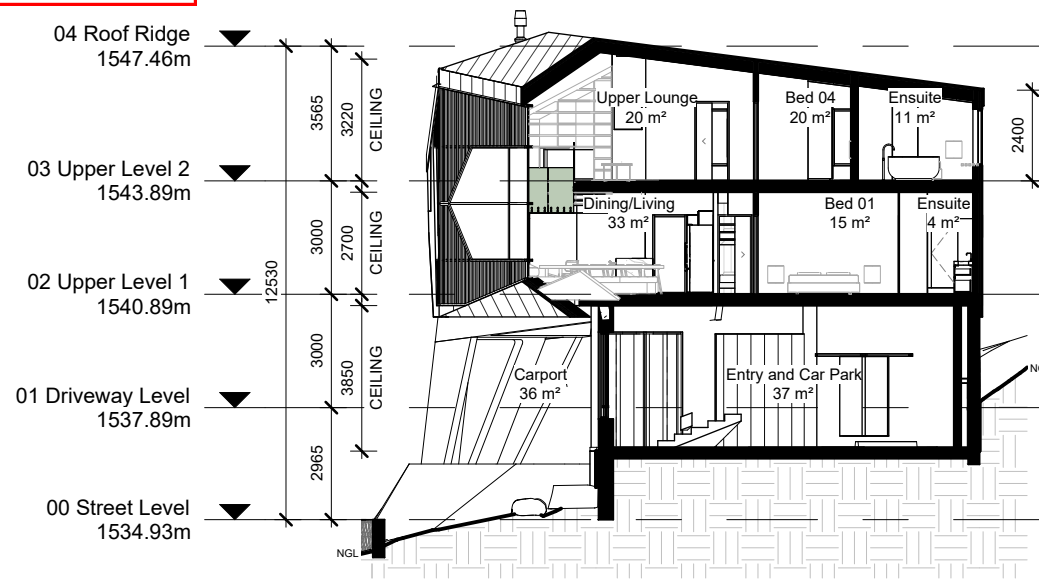 04 Roof Ridge
1547.46m
03 Upper Level 2
1543.89m
02 Upper Level 1
1540.89m
01 Driveway Level
1537.89m
00 Street Level
1534.93m
12530
3565
3000
3000
2965
3220
CEILING
2700
CEILING
3850
CEILING
Upper Lounge
20 m²
Bed 04
20 m²
Ensuite
11 m²
2400
Dining/Living
33 m²
Bed 01
15 m²
Ensuite
4 m²
Carport
36 m²
Entry and Car Park
37 m²
NGL